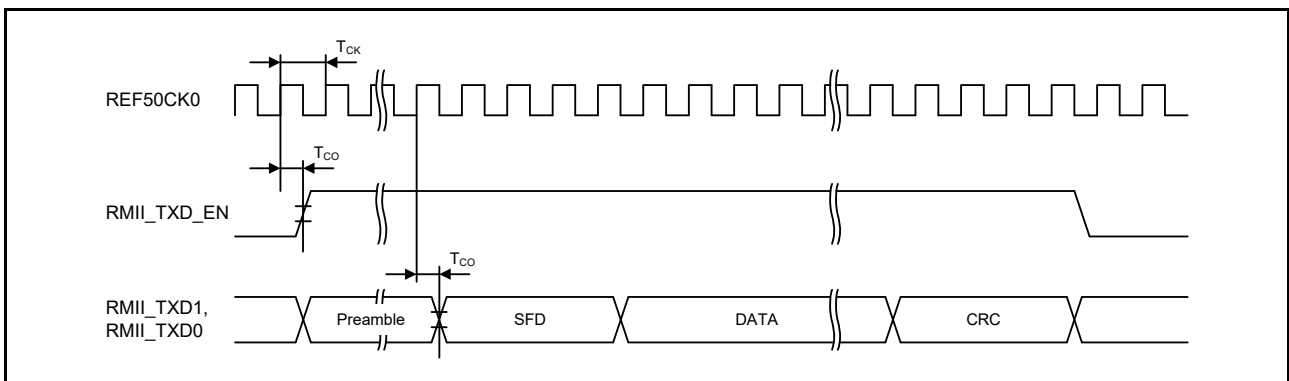 TCK
REF50CK0
TCO
RMII_TXD_EN
TCO
RMII_TXD1,
RMII_TXD0
Preamble SFD DATA CRC